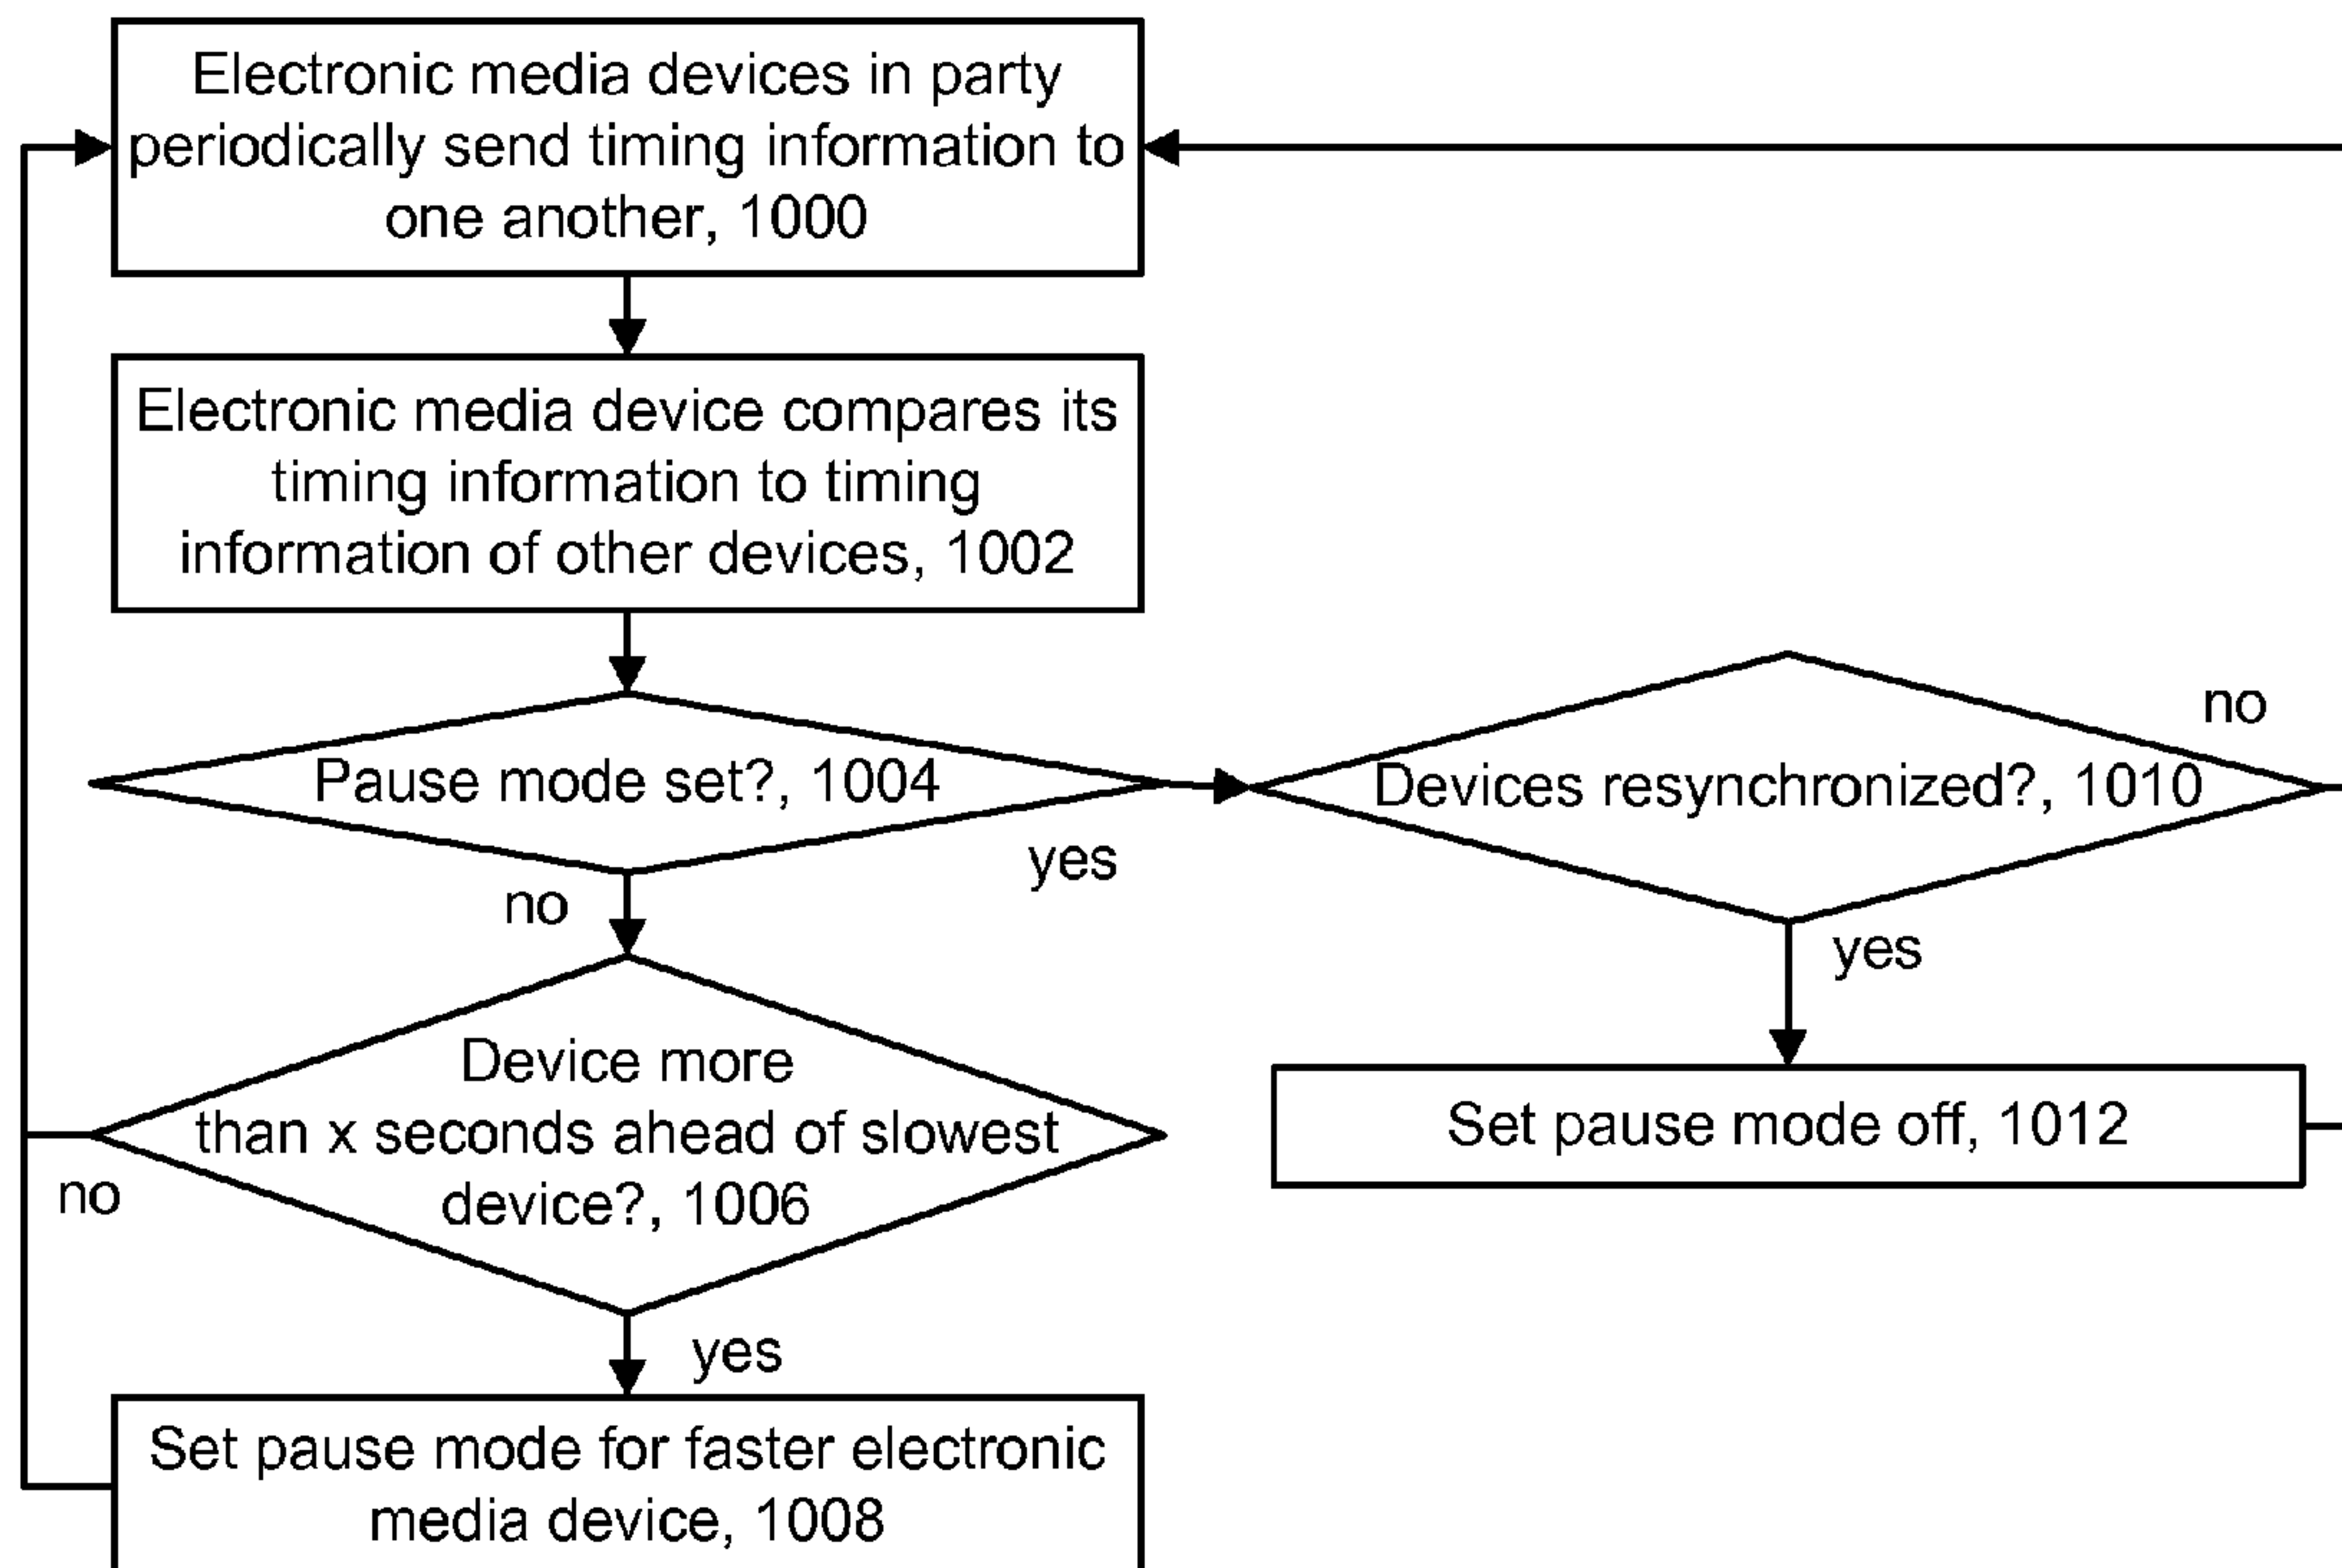 Electronic media devices in party
periodically send timing information to
one another, 1000
Electronic media device compares its
timing information to timing
information of other devices, 1002
Pause mode set?, 1004
yes
no
Devices resynchronized?, 1010
no
yes
Set pause mode off, 1012
Device more
than x seconds ahead of slowest
device?, 1006
no
yes
Set pause mode for faster electronic
media device, 1008